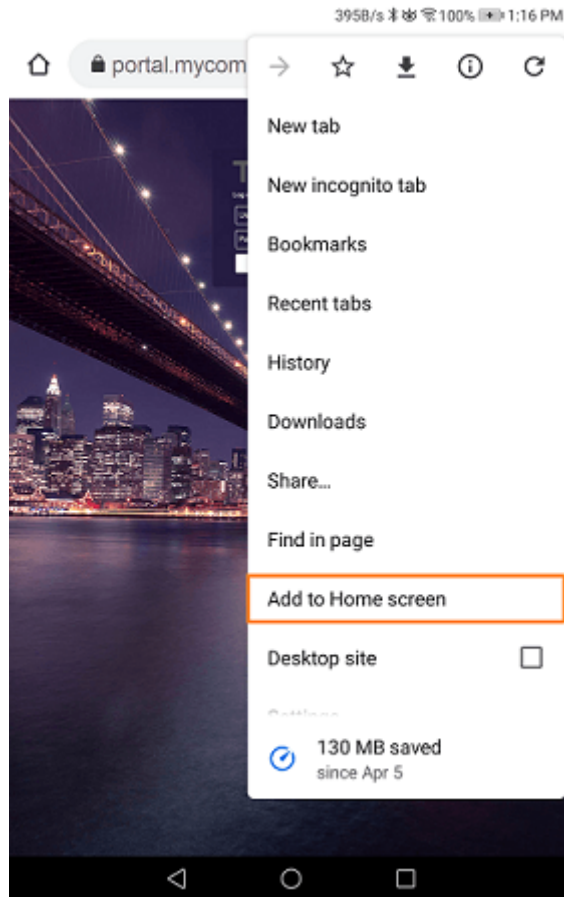 395B/s 100% 1:16 PM
portal.mycom
New tab
New incognito tab
Bookmarks
Recent tabs
History
Downloads
Share...
Find in page
Add to Home screen
Desktop site
Settings
130 MB saved
since Apr 5